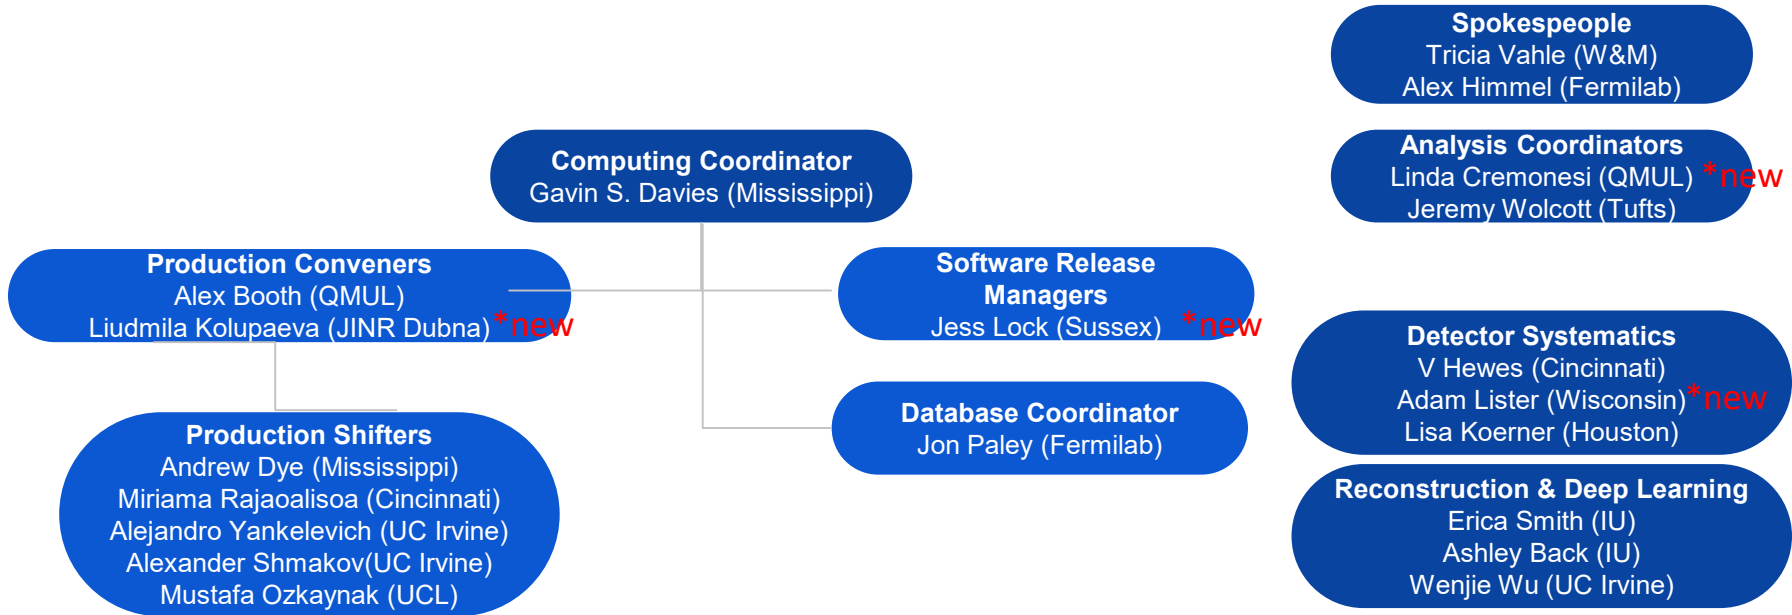 Spokespeople
Tricia Vahle (W&M)
Alex Himmel (Fermilab)
Computing Coordinator
Gavin S. Davies (Mississippi)
Analysis Coordinators
Linda Cremonesi (QMUL) *new
Jeremy Wolcott (Tufts)
Production Conveners
Alex Booth (QMUL)
Liudmila Kolupaeva (JINR Dubna) *new
Software Release
Managers
Jess Lock (Sussex) *new
Detector Systematics
V Hewes (Cincinnati)
Adam Lister (Wisconsin) *new
Lisa Koerner (Houston)
Database Coordinator
Jon Paley (Fermilab)
Production Shifters
Andrew Dye (Mississippi)
Miriama Rajaoalisoa (Cincinnati)
Alejandro Yankelevich (UC Irvine)
Alexander Shmakov(UC Irvine)
Mustafa Ozkaynak (UCL)
Reconstruction & Deep Learning
Erica Smith (IU)
Ashley Back (IU)
Wenjie Wu (UC Irvine)